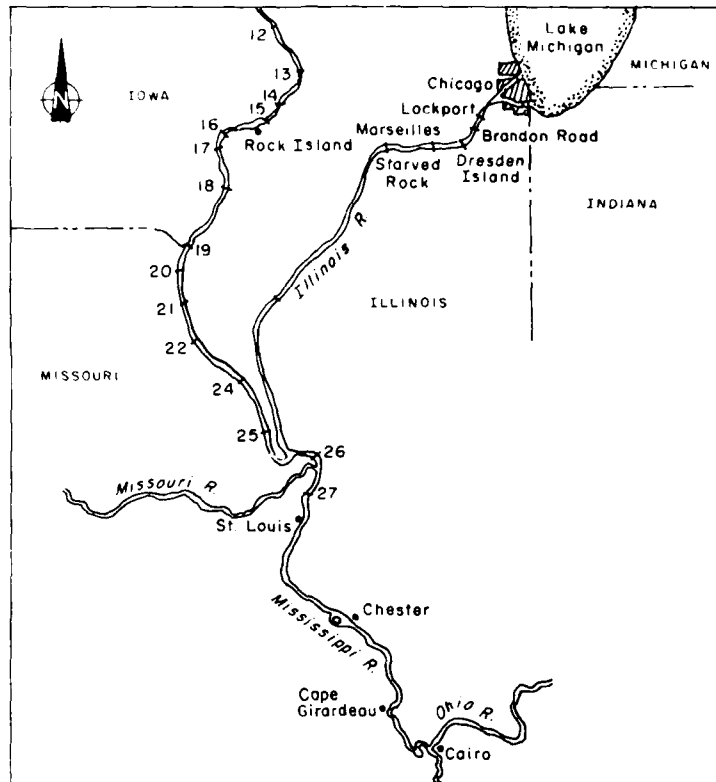 12
Lake
Michigan
13
MICHIGAN
N
IOWA
14
Chicago
15
Lockport
16
Rock Island
Marseilles
Brandon Road
17
Starved
Rock
Dresden
Island
18
INDIANA
19
Illinois R
20
ILLINOIS
21
22
MISSOURI
24
25
26
Missouri R.
27
St. Louis
Mississippi R.
Chester
Cape
Girardeau
Ohio R.
Cairo